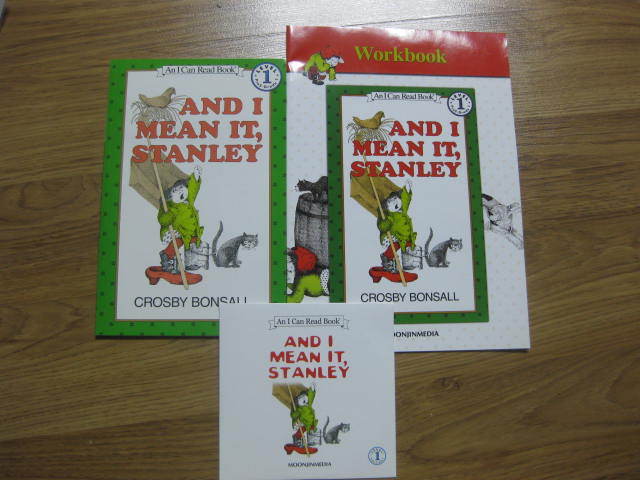 An I Can Read Book
LEVEL
1
AND I
MEAN IT,
STANLEY
CROSBY BONSALL
Workbook
An I Can Read Book
LEVEL
1
AND I
MEAN IT,
STANLEY
CROSBY BONSALL
MOONJINMEDIA
An I Can Read Book
AND I
MEAN IT,
STANLEY
MOONJINMEDIA
1